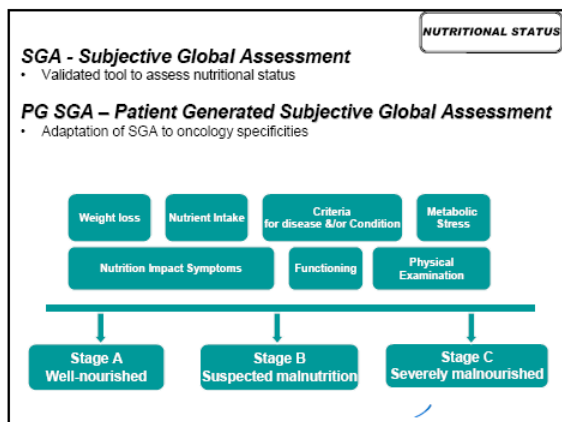 NUTRITIONAL STATUS
SGA - Subjective Global Assessment
• Validated tool to assess nutritional status
PG SGA – Patient Generated Subjective Global Assessment
• Adaptation of SGA to oncology specificities
Weight loss
Nutrient Intake
Criteria
for disease &/or Condition
Metabolic
Stress
Nutrition Impact Symptoms
Functioning
Physical
Examination
Stage A
Well-nourished
Stage B
Suspected malnutrition
Stage C
Severely malnourished